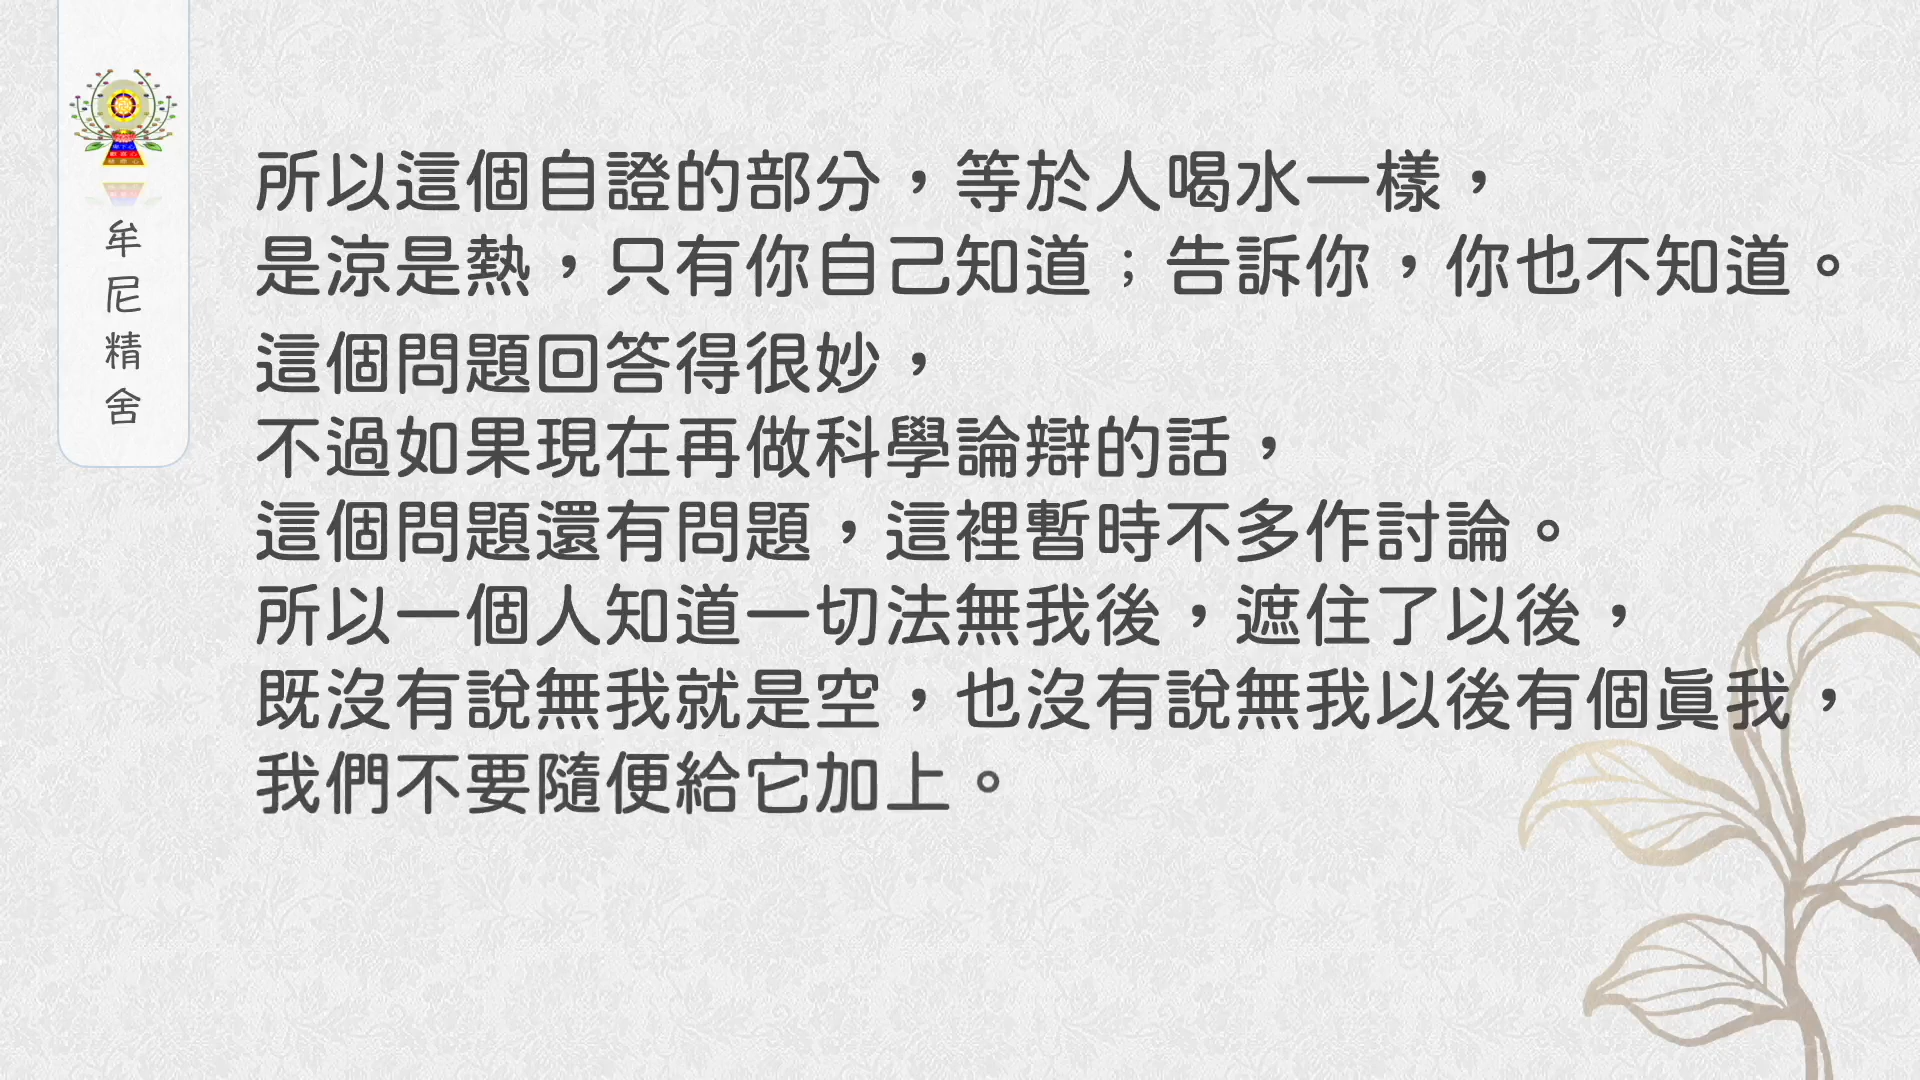 牟尼精舍
所以這個自證的部分，等於人喝水一樣，
是涼是熱，只有你自己知道；告訴你，你也不知道。
這個問題回答得很妙，
不過如果現在再做科學論辯的話，
這個問題還有問題，這裡暫時不多作討論。
所以一個人知道一切法無我後，遮住了以後，
既沒有說無我就是空，也沒有說無我以後有個眞我，
我們不要隨便給它加上。